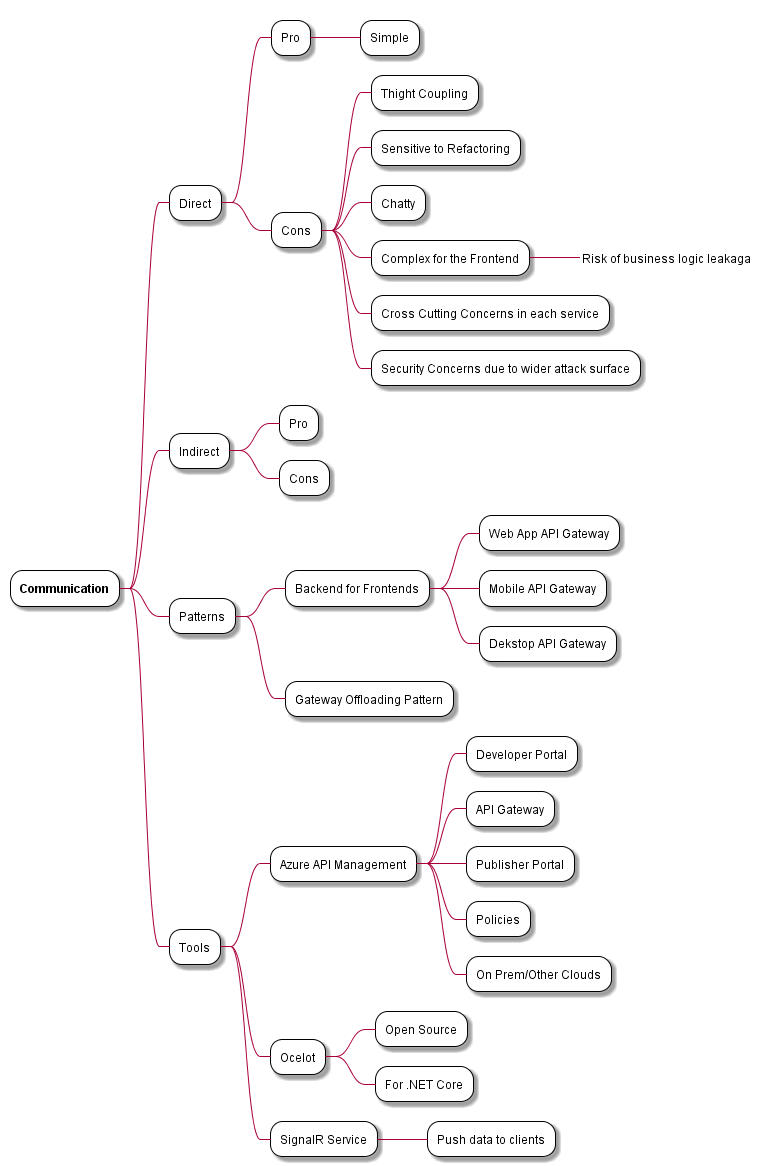 Communication
Direct
Pro
Simple
Cons
Thight Coupling
Sensitive to Refactoring
Chatty
Complex for the Frontend
Risk of business logic leakaga
Cross Cutting Concerns in each service
Security Concerns due to wider attack surface
Indirect
Pro
Cons
Patterns
Backend for Frontends
Web App API Gateway
Mobile API Gateway
Dekstop API Gateway
Gateway Offloading Pattern
Tools
Azure API Management
Developer Portal
API Gateway
Publisher Portal
Policies
On Prem/Other Clouds
Ocelot
Open Source
For .NET Core
SignalR Service
Push data to clients